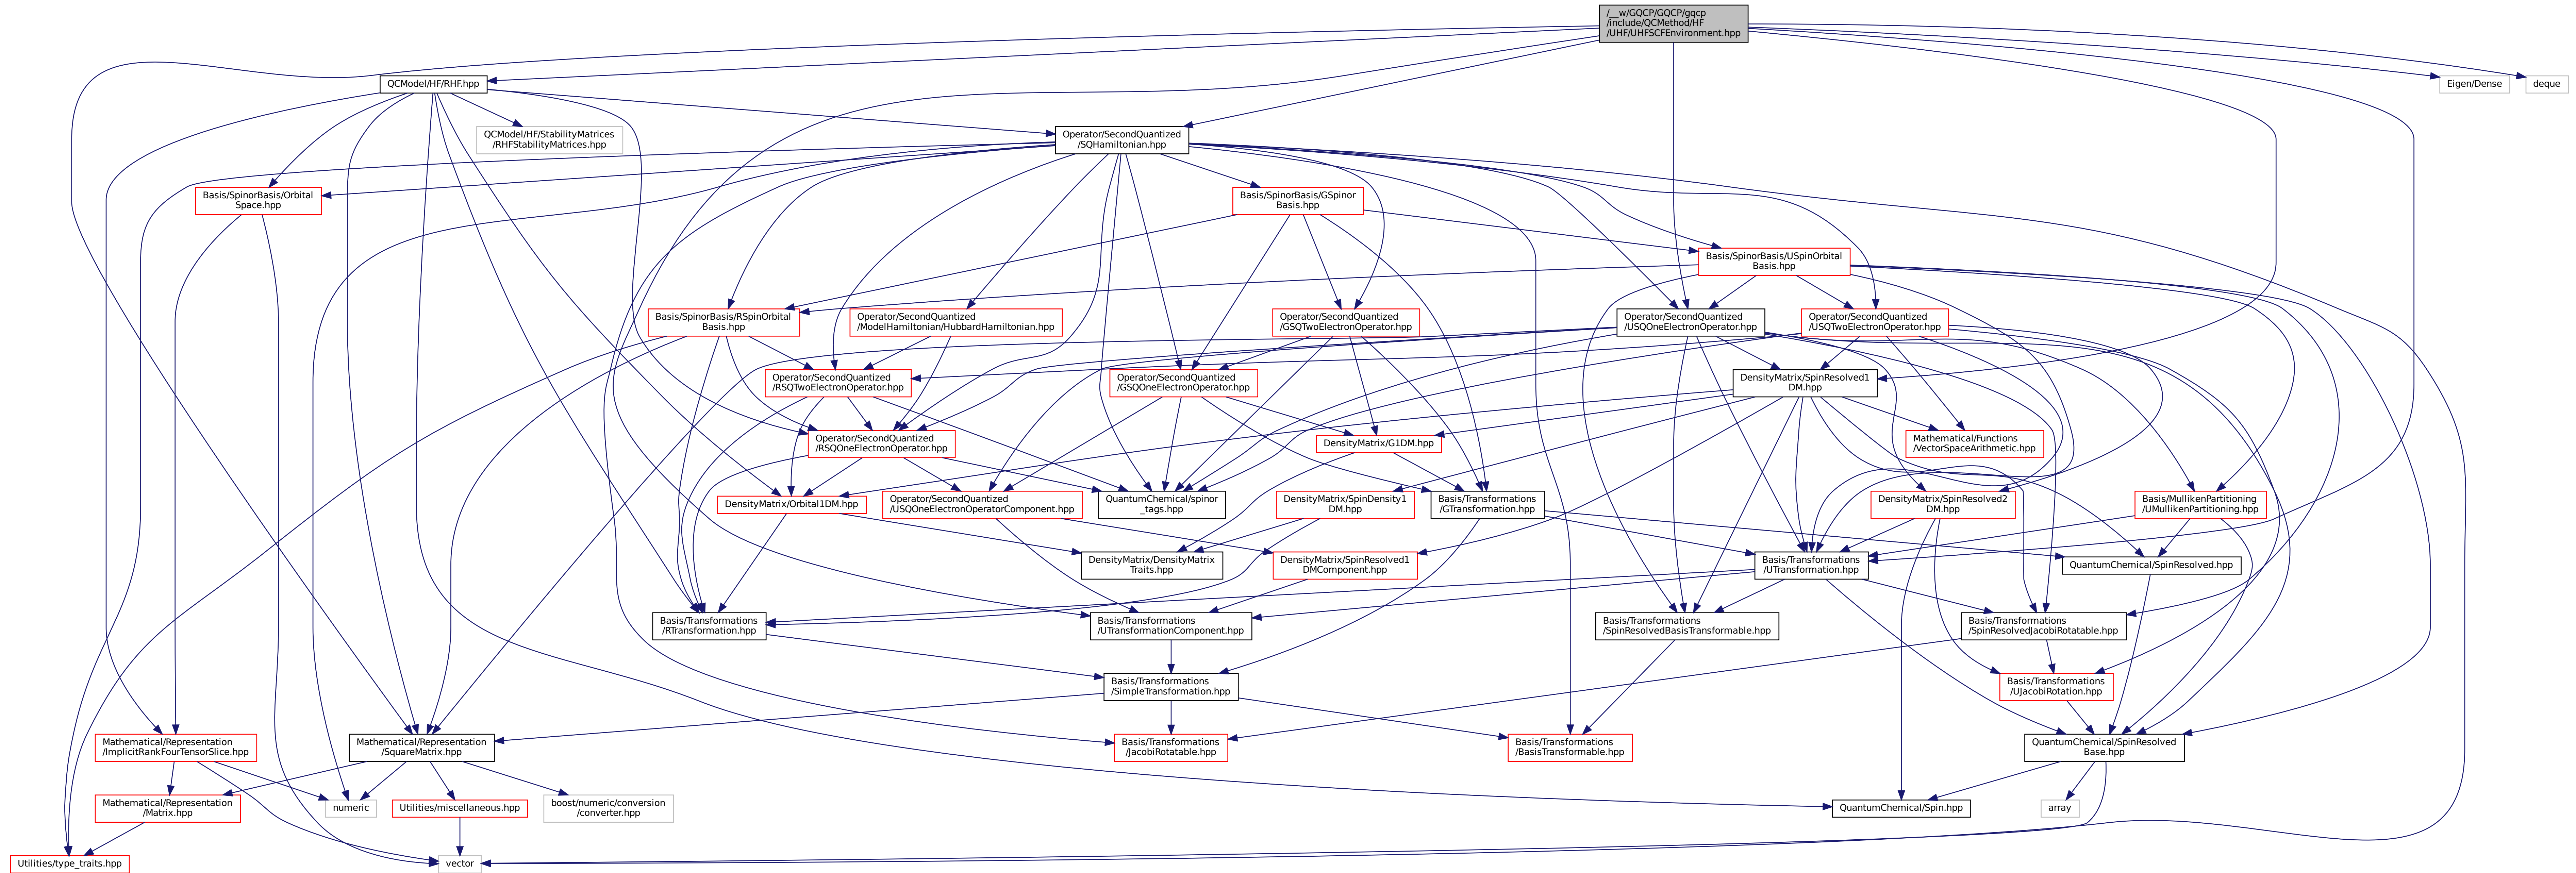 /__w/GQCP/GQCP/gqcp
/include/QCMethod/HF
/UHF/UHFSCFEnvironment.hpp
QCModel/HF/RHF.hpp
Eigen/Dense
deque
QCModel/HF/StabilityMatrices
/RHFStabilityMatrices.hpp
Operator/SecondQuantized
/SQHamiltonian.hpp
Basis/SpinorBasis/Orbital
Space.hpp
Basis/SpinorBasis/GSpinor
Basis.hpp
Basis/SpinorBasis/USpinOrbital
Basis.hpp
Basis/SpinorBasis/RSpinOrbital
Basis.hpp
Operator/SecondQuantized
/ModelHamiltonian/HubbardHamiltonian.hpp
Operator/SecondQuantized
/GSQTwoElectronOperator.hpp
Operator/SecondQuantized
/USQOneElectronOperator.hpp
Operator/SecondQuantized
/USQTwoElectronOperator.hpp
Operator/SecondQuantized
/RSQTwoElectronOperator.hpp
Operator/SecondQuantized
/GSQOneElectronOperator.hpp
DensityMatrix/SpinResolved1
DM.hpp
Operator/SecondQuantized
/RSQOneElectronOperator.hpp
DensityMatrix/G1DM.hpp
Mathematical/Functions
/VectorSpaceArithmetic.hpp
DensityMatrix/Orbital1DM.hpp
Operator/SecondQuantized
/USQOneElectronOperatorComponent.hpp
QuantumChemical/spinor
_tags.hpp
DensityMatrix/SpinDensity1
DM.hpp
Basis/Transformations
/GTransformation.hpp
DensityMatrix/SpinResolved2
DM.hpp
Basis/MullikenPartitioning
/UMullikenPartitioning.hpp
DensityMatrix/DensityMatrix
Traits.hpp
DensityMatrix/SpinResolved1
DMComponent.hpp
Basis/Transformations
/UTransformation.hpp
QuantumChemical/SpinResolved.hpp
Basis/Transformations
/RTransformation.hpp
Basis/Transformations
/UTransformationComponent.hpp
Basis/Transformations
/SpinResolvedBasisTransformable.hpp
Basis/Transformations
/SpinResolvedJacobiRotatable.hpp
Basis/Transformations
/SimpleTransformation.hpp
Basis/Transformations
/UJacobiRotation.hpp
Mathematical/Representation
/ImplicitRankFourTensorSlice.hpp
Mathematical/Representation
/SquareMatrix.hpp
Basis/Transformations
/JacobiRotatable.hpp
Basis/Transformations
/BasisTransformable.hpp
QuantumChemical/SpinResolved
Base.hpp
Mathematical/Representation
/Matrix.hpp
numeric
Utilities/miscellaneous.hpp
boost/numeric/conversion
/converter.hpp
QuantumChemical/Spin.hpp
array
Utilities/type_traits.hpp
vector